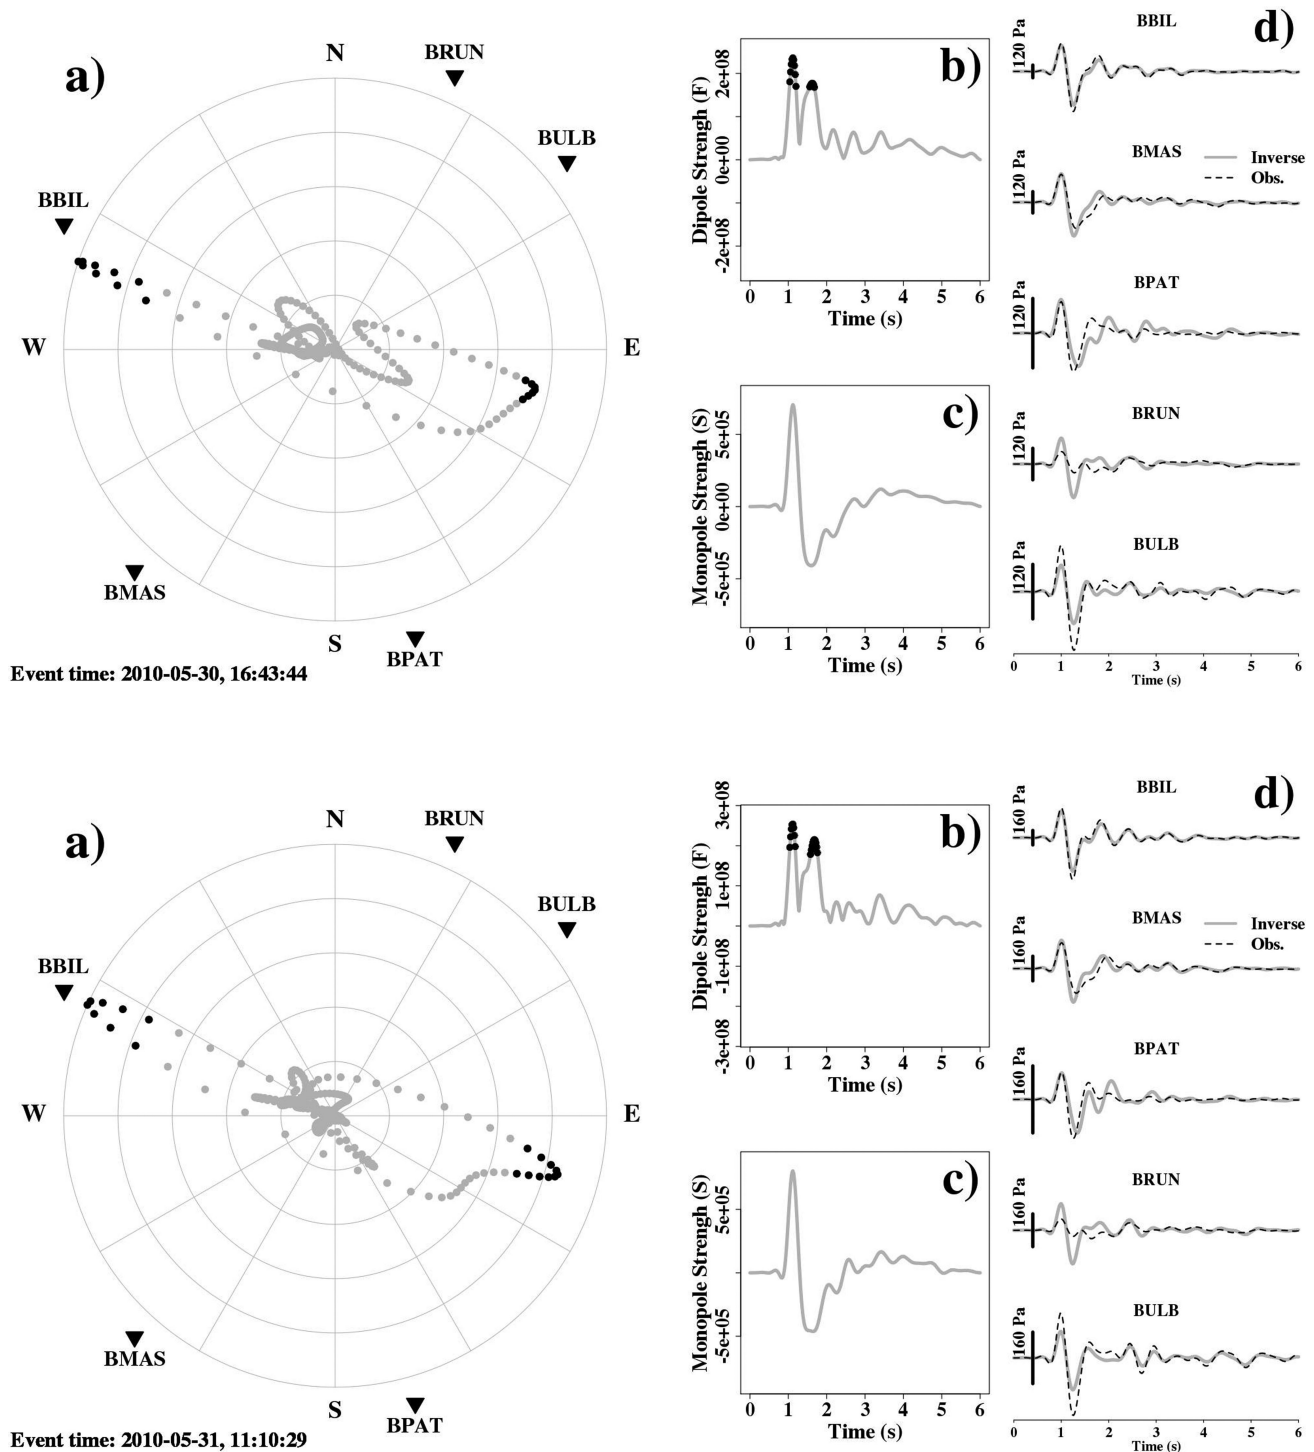 a)
N
BRUN
BULB
BBIL
W
E
BMAS
S
BPAT
Event time: 2010-05-30, 16:43:44
b)
Dipole Strengh (F)
2e+08
0e+00
-2e+08
0 1 2 3 4 5 6
Time (s)
c)
Monopole Strengh (S)
5e+05
0e+00
-5e+05
0 1 2 3 4 5 6
Time (s)
d)
BBIL
120 Pa
BMAS
120 Pa
Inverse
Obs.
BPAT
120 Pa
BRUN
120 Pa
BULB
120 Pa
0 1 2 3 4 5 6
Time (s)
a)
N
BRUN
BULB
BBIL
W
E
BMAS
S
BPAT
Event time: 2010-05-31, 11:10:29
b)
Dipole Strengh (F)
3e+08
1e+08
-1e+08
-3e+08
0 1 2 3 4 5 6
Time (s)
c)
Monopole Strengh (S)
5e+05
0e+00
-5e+05
0 1 2 3 4 5 6
Time (s)
d)
BBIL
160 Pa
BMAS
160 Pa
Inverse
Obs.
BPAT
160 Pa
BRUN
160 Pa
BULB
160 Pa
0 1 2 3 4 5 6
Time (s)